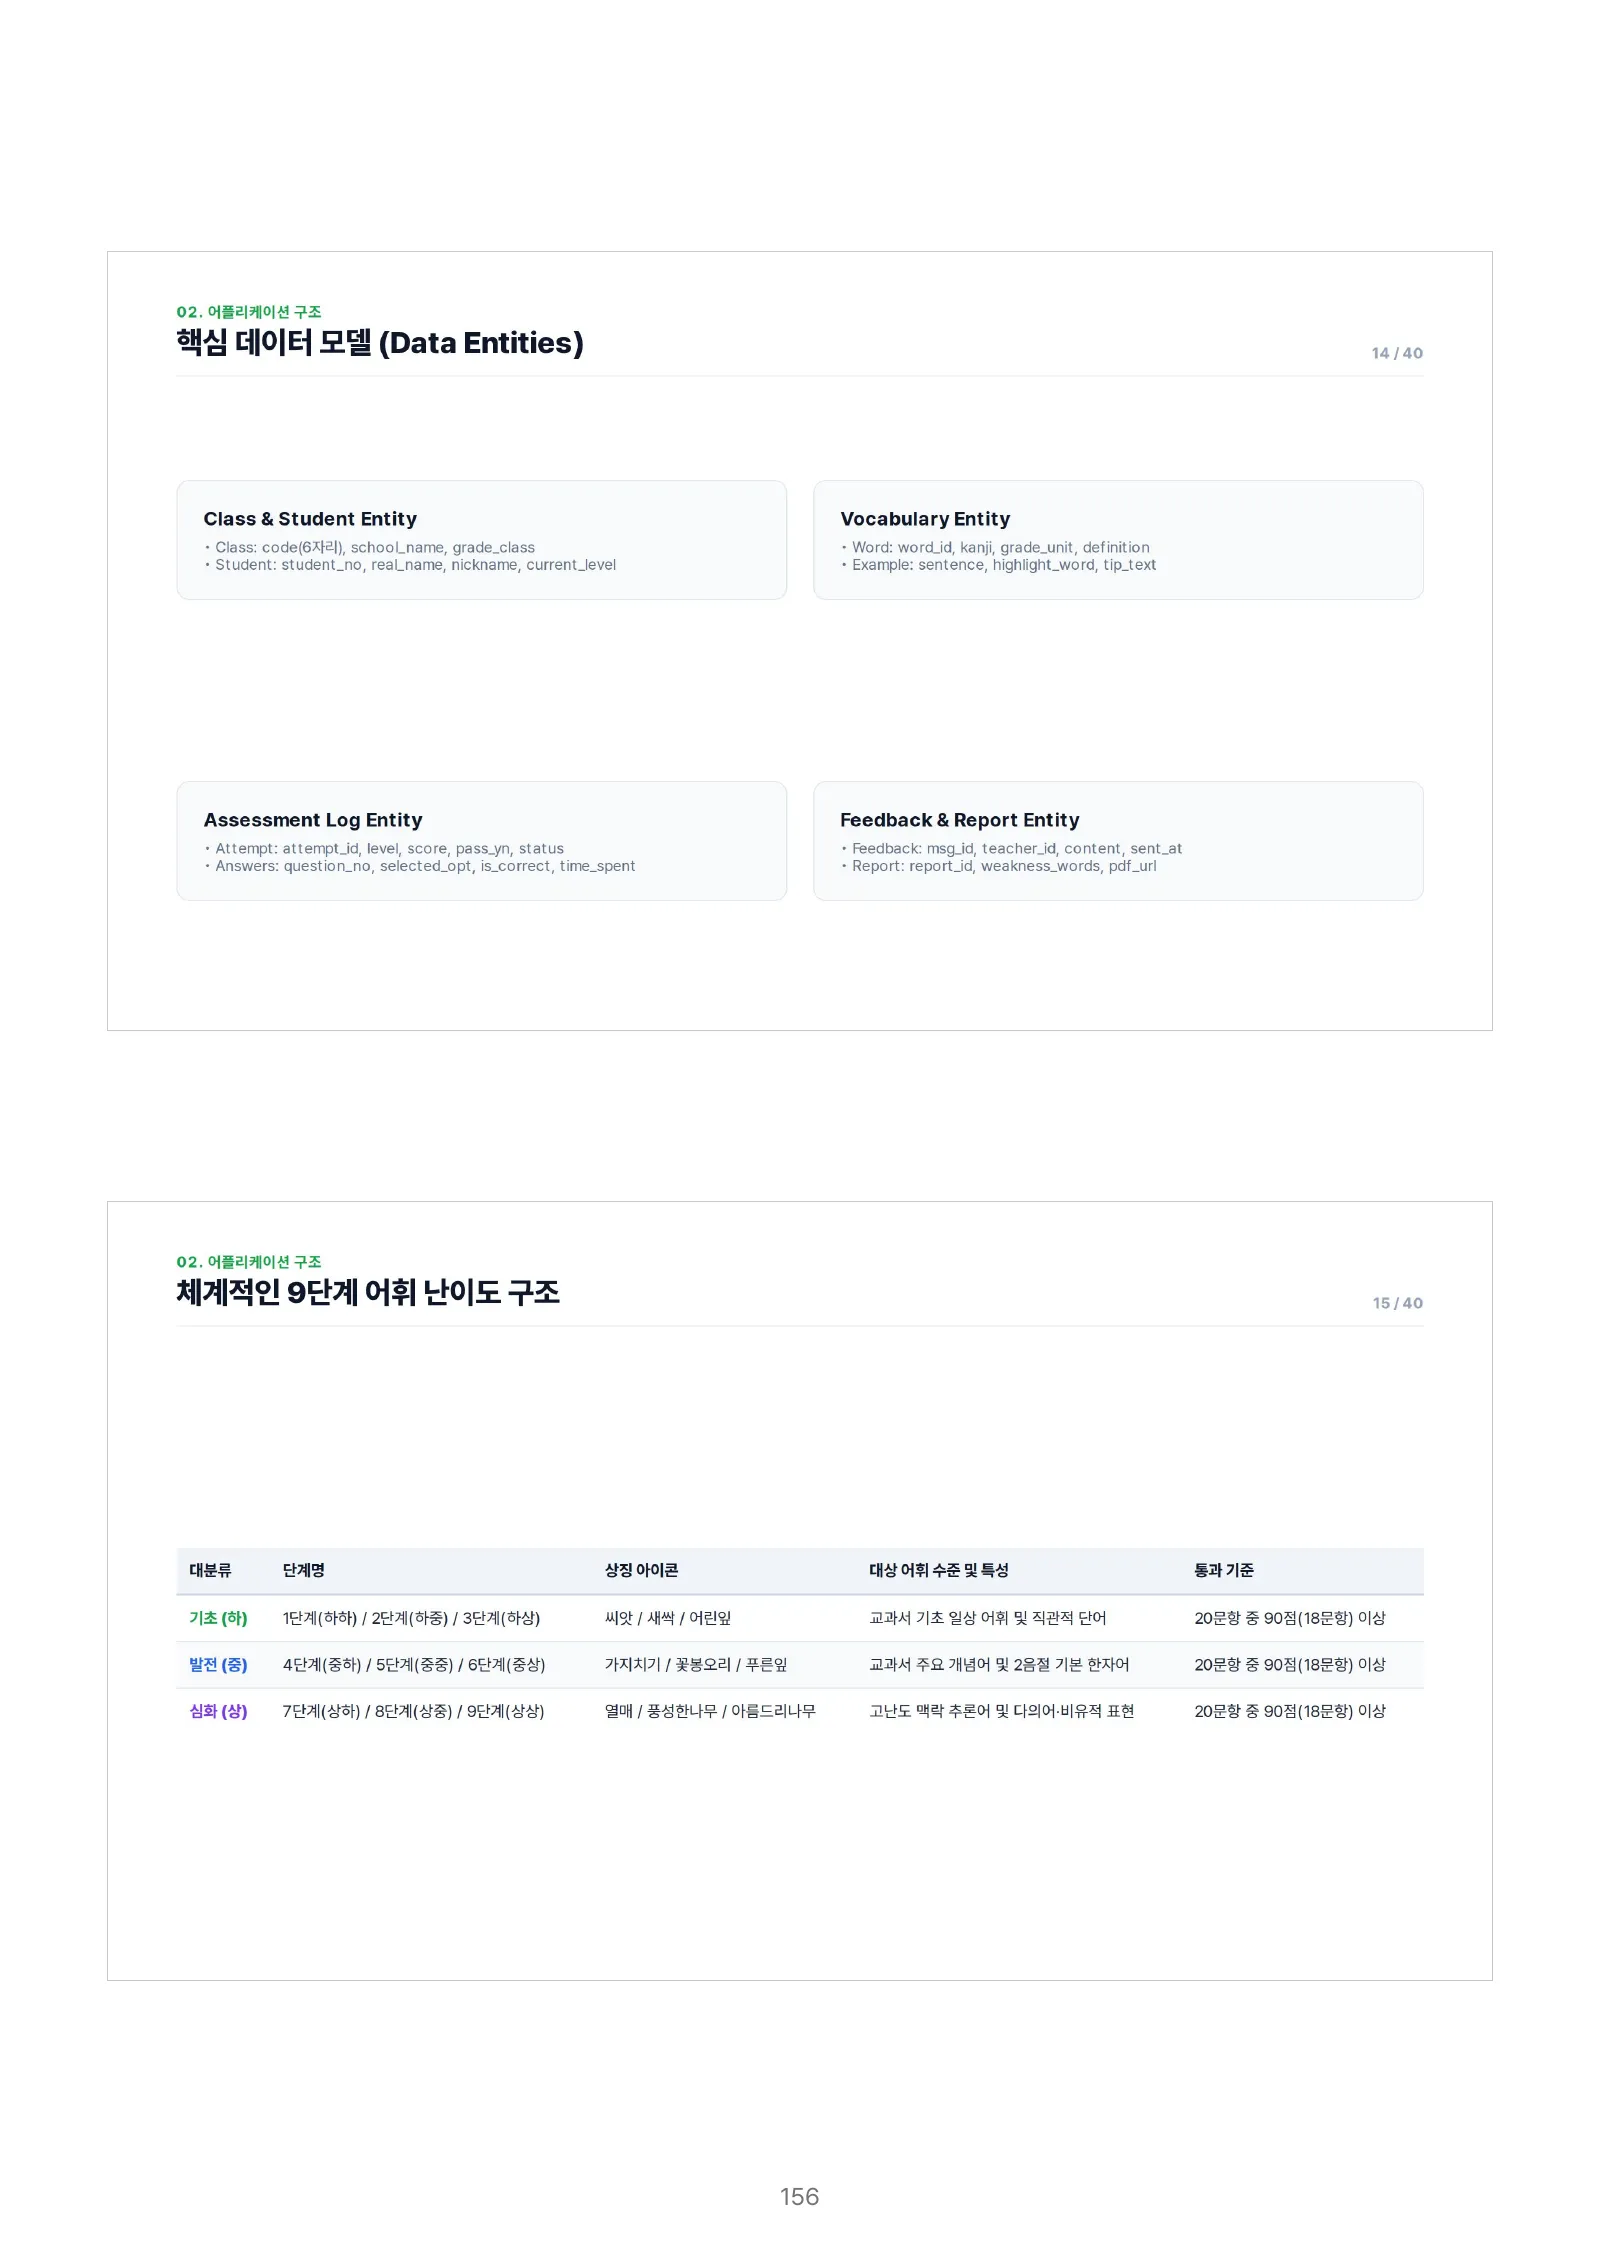 02. 어플리케이션 구조
핵심 데이터 모델 (Data Entities)
14 / 40
Class & Student Entity
• Class: code(6자리), school_name, grade_class
• Student: student_no, real_name, nickname, current_level
Vocabulary Entity
• Word: word_id, kanji, grade_unit, definition
• Example: sentence, highlight_word, tip_text
Assessment Log Entity
• Attempt: attempt_id, level, score, pass_yn, status
• Answers: question_no, selected_opt, is_correct, time_spent
Feedback & Report Entity
• Feedback: msg_id, teacher_id, content, sent_at
• Report: report_id, weakness_words, pdf_url
02. 어플리케이션 구조
체계적인 9단계 어휘 난이도 구조
15 / 40
대분류 단계명 상징 아이콘 대상 어휘 수준 및 특성 통과 기준
기초 (하) 1단계(하하) / 2단계(하중) / 3단계(하상) 씨앗 / 새싹 / 어린잎 교과서 기초 일상 어휘 및 직관적 단어 20문항 중 90점(18문항) 이상
발전 (중) 4단계(중하) / 5단계(중중) / 6단계(중상) 가지치기 / 꽃봉오리 / 푸른잎 교과서 주요 개념어 및 2음절 기본 한자어 20문항 중 90점(18문항) 이상
심화 (상) 7단계(상하) / 8단계(상중) / 9단계(상상) 열매 / 풍성한나무 / 아름드리나무 고난도 맥락 추론어 및 다의어·비유적 표현 20문항 중 90점(18문항) 이상
156